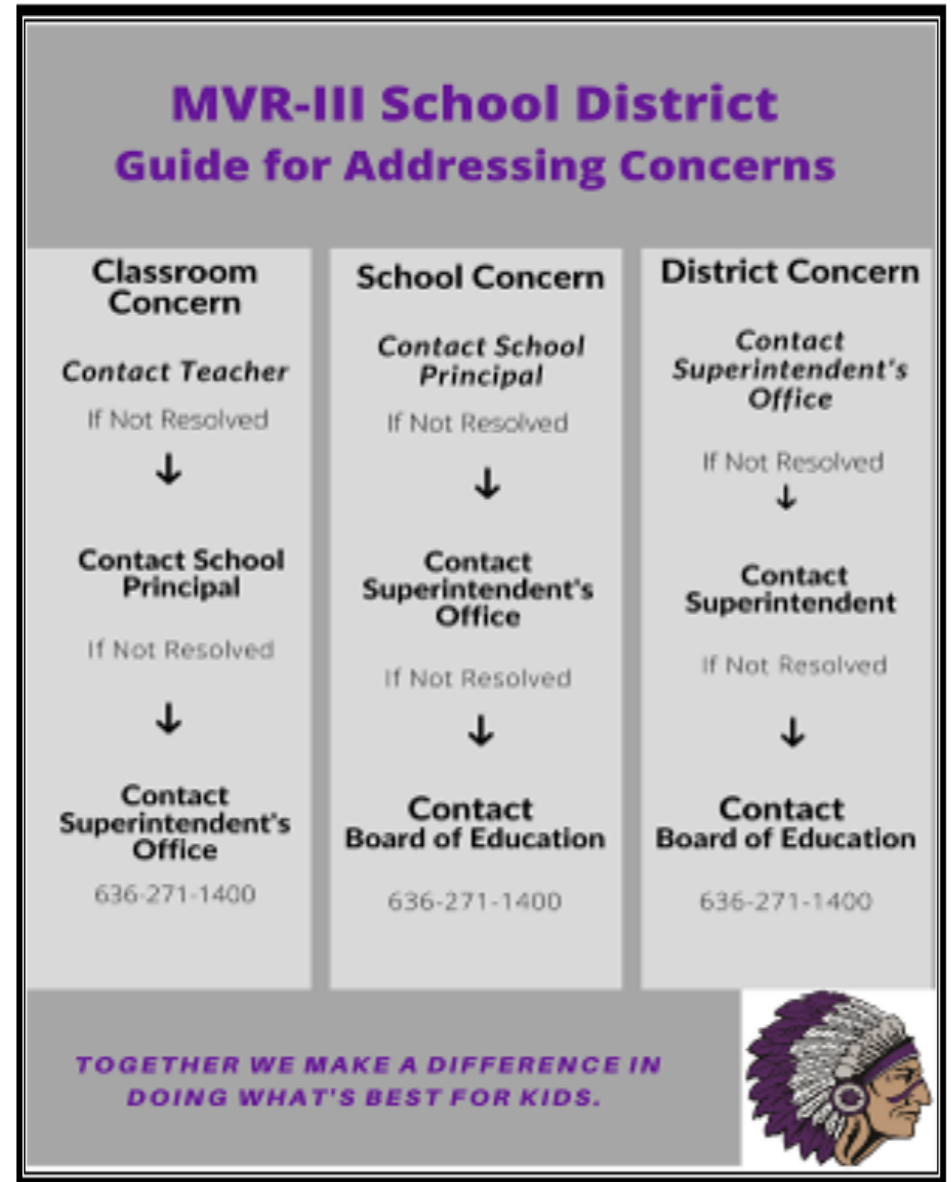 MVR-III School District
Guide for Addressing Concerns
Classroom
Concern
Contact Teacher
If Not Resolved
↓
Contact School
Principal
If Not Resolved
↓
Contact
Superintendent's
Office
636-271-1400
School Concern
Contact School
Principal
If Not Resolved
↓
Contact
Superintendent's
Office
If Not Resolved
↓
Contact
Board of Education
636-271-1400
District Concern
Contact
Superintendent's
Office
If Not Resolved
↓
Contact
Superintendent
If Not Resolved
↓
Contact
Board of Education
636-271-1400
TOGETHER WE MAKE A DIFFERENCE IN
DOING WHAT'S BEST FOR KIDS.